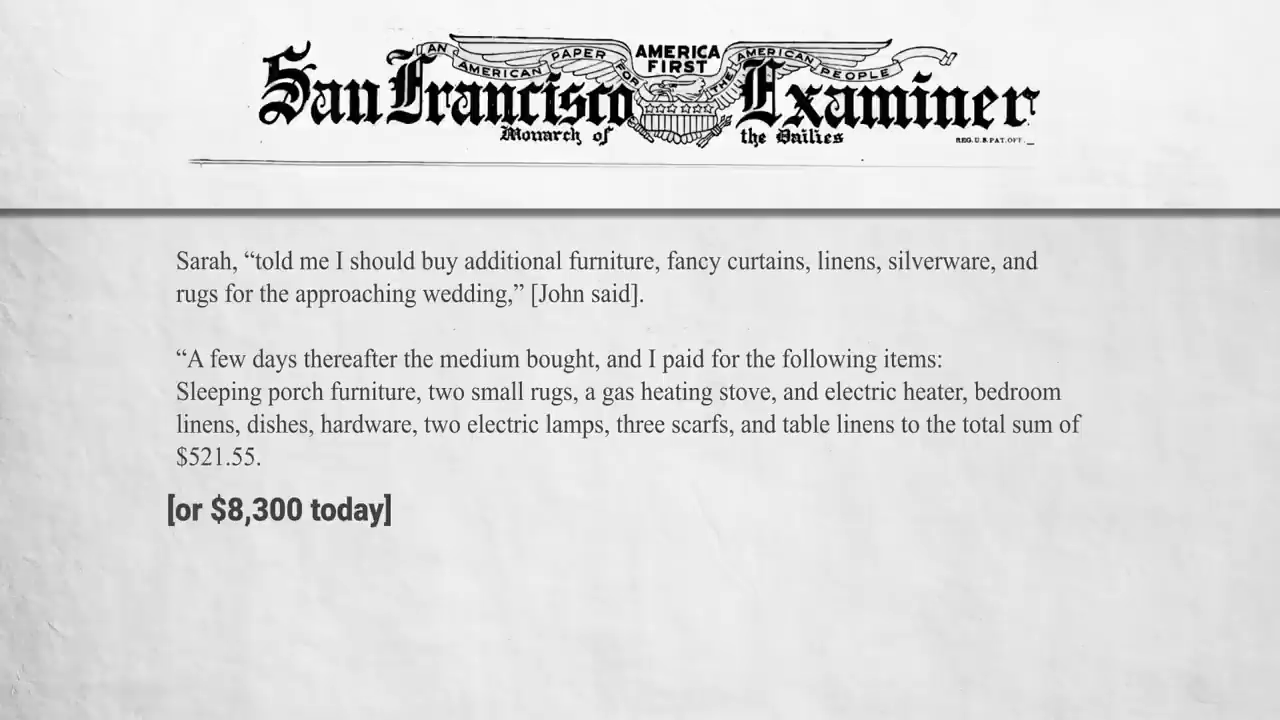 AN AMERICAN PAPER FOR THE AMERICAN PEOPLE
AMERICA
FIRST
San Francisco Examiner
Monarch of the Dailies
REG. U.S. PAT. OFF.
Sarah, “told me I should buy additional furniture, fancy curtains, linens, silverware, and
rugs for the approaching wedding,” [John said].
“A few days thereafter the medium bought, and I paid for the following items:
Sleeping porch furniture, two small rugs, a gas heating stove, and electric heater, bedroom
linens, dishes, hardware, two electric lamps, three scarfs, and table linens to the total sum of
$521.55.
[or $8,300 today]